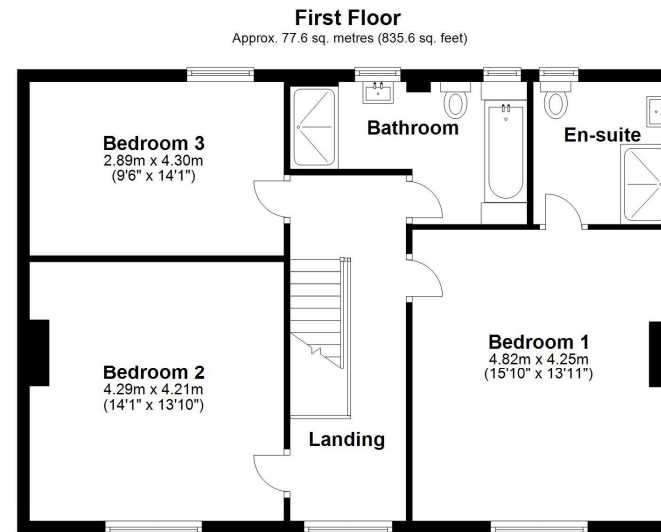 First Floor
Approx. 77.6 sq. metres (835.6 sq. feet)
Bedroom 3
2.89m x 4.30m
(9'6" x 14'1")
Bathroom
En-suite
Bedroom 2
4.29m x 4.21m
(14'1" x 13'10")
Landing
Bedroom 1
4.82m x 4.25m
(15'10" x 13'11")